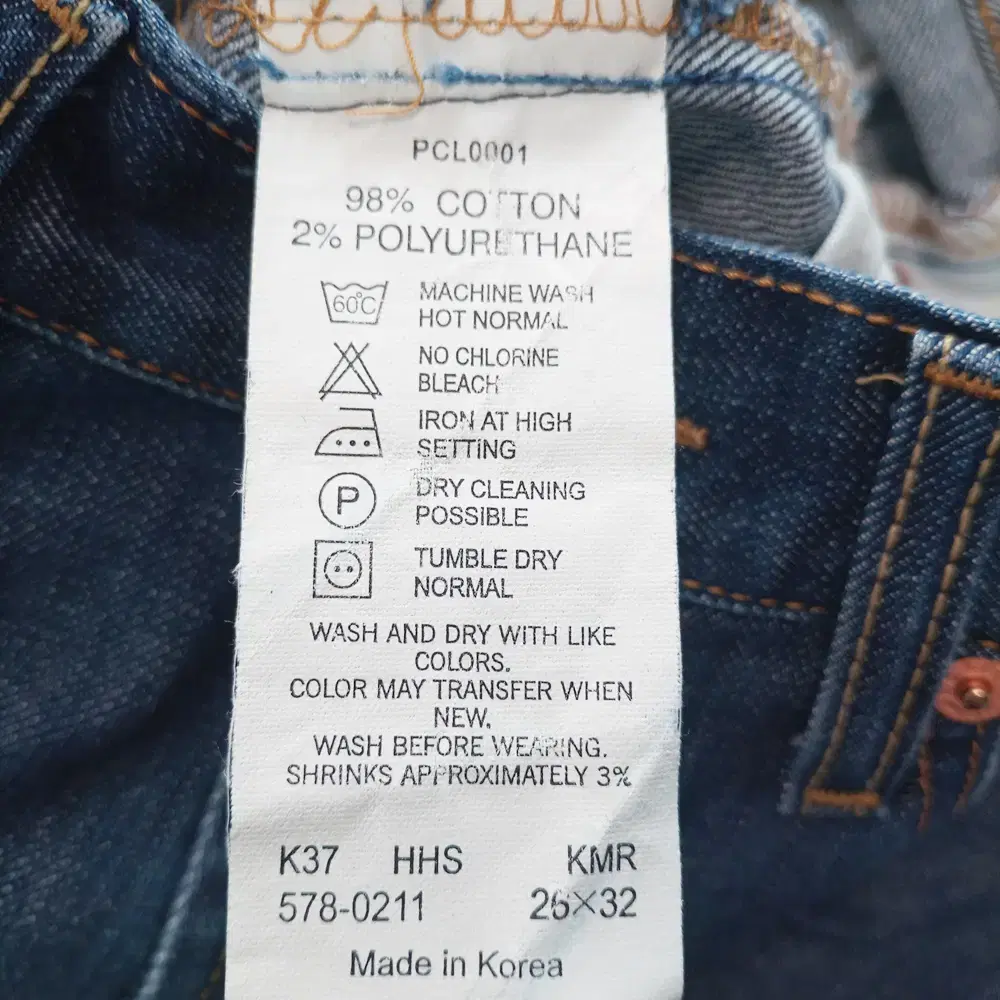 PCL0001
98% COTTON
2% POLYURETHANE
60°C MACHINE WASH
HOT NORMAL
NO CHLORINE
BLEACH
IRON AT HIGH
SETTING
P DRY CLEANING
POSSIBLE
TUMBLE DRY
NORMAL
WASH AND DRY WITH LIKE
COLORS.
COLOR MAY TRANSFER WHEN
NEW.
WASH BEFORE WEARING.
SHRINKS APPROXIMATELY 3%
K37 HHS KMR
578-0211 26×32
Made in Korea